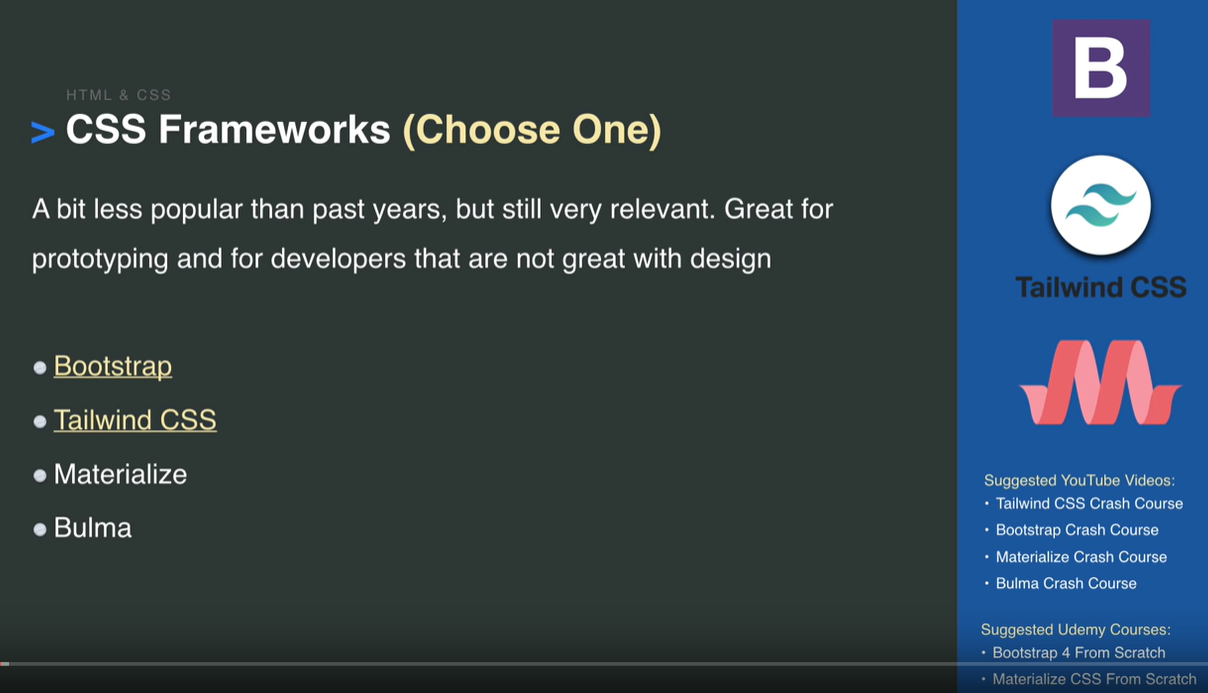 HTML & CSS
> CSS Frameworks (Choose One)
A bit less popular than past years, but still very relevant. Great for
prototyping and for developers that are not great with design
• Bootstrap
• Tailwind CSS
• Materialize
• Bulma
B
Tailwind CSS
Suggested YouTube Videos:
• Tailwind CSS Crash Course
• Bootstrap Crash Course
• Materialize Crash Course
• Bulma Crash Course
Suggested Udemy Courses:
• Bootstrap 4 From Scratch
• Materialize CSS From Scratch